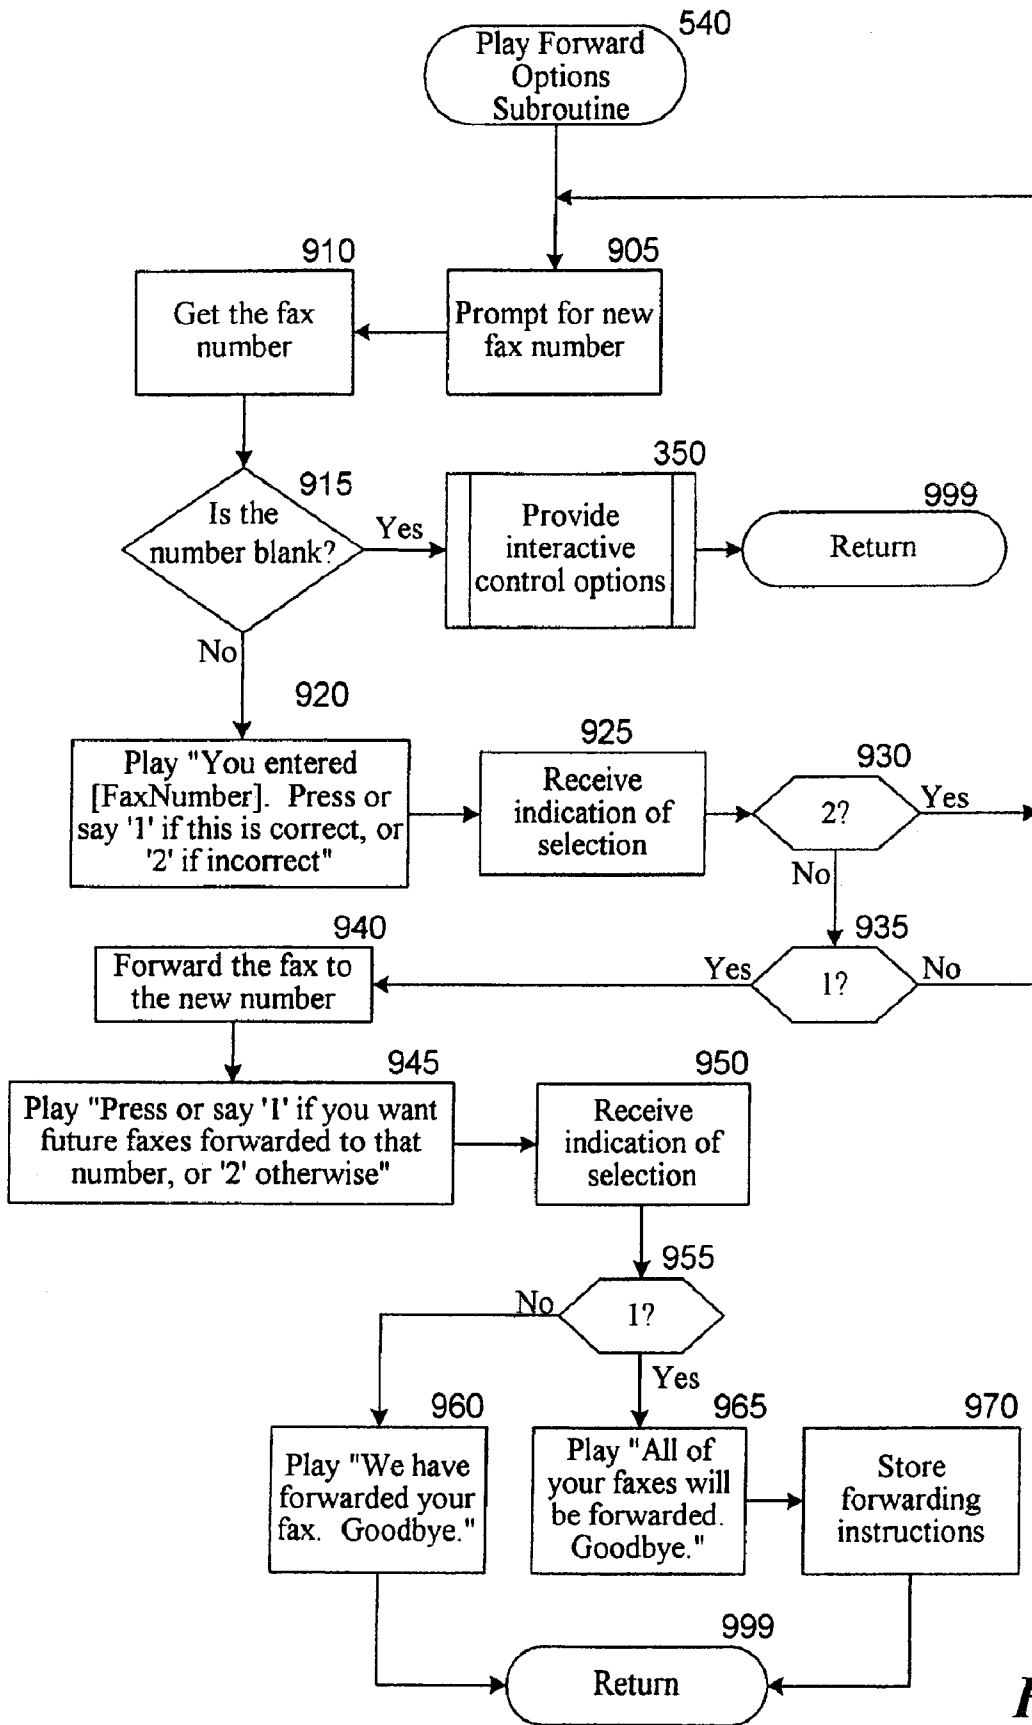 540
Play Forward
Options
Subroutine
910
Get the fax
number
905
Prompt for new
fax number
915
Is the
number blank?
Yes
350
Provide
interactive
control options
999
Return
No
920
Play "You entered
[FaxNumber]. Press or
say '1' if this is correct, or
'2' if incorrect"
925
Receive
indication of
selection
930
2?
Yes
No
935
1?
Yes
No
940
Forward the fax to
the new number
945
Play "Press or say '1' if you want
future faxes forwarded to that
number, or '2' otherwise"
950
Receive
indication of
selection
955
1?
No
Yes
960
Play "We have
forwarded your
fax. Goodbye."
965
Play "All of
your faxes will
be forwarded.
Goodbye."
970
Store
forwarding
instructions
999
Return